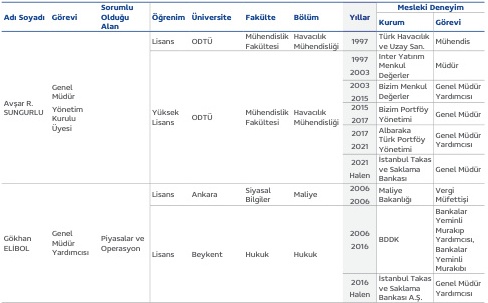 Adı Soyadı Görevi Sorumlu Olduğu Alan Öğrenim Üniversite Fakülte Bölüm Yıllar Mesleki Deneyim
Kurum Görevi
Avşar R. SUNGURLU Genel Müdür Yönetim Kurulu Üyesi
Lisans ODTÜ Mühendislik Fakültesi Havacılık Mühendisliği 1997 Türk Havacılık ve Uzay San. Mühendis
Yüksek Lisans ODTÜ Mühendislik Fakültesi Havacılık Mühendisliği
1997 2003 Inter Yatırım Menkul Değerler Müdür
2003 2015 Bizim Menkul Değerler Genel Müdür Yardımcısı
2015 2017 Bizim Portföy Yönetimi Genel Müdür
2017 2021 Albaraka Türk Portföy Yönetimi Genel Müdür Yardımcısı
2021 Halen İstanbul Takas ve Saklama Bankası Genel Müdür
Gökhan ELİBOL Genel Müdür Yardımcısı Piyasalar ve Operasyon
Lisans Ankara Siyasal Bilgiler Maliye 2006 2006 Maliye Bakanlığı Vergi Müfettişi
Lisans Beykent Hukuk Hukuk
2006 2016 BDDK Bankalar Yeminli Murakıp Yardımcısı, Bankalar Yeminli Murakıbı
2016 Halen İstanbul Takas ve Saklama Bankası A.Ş. Genel Müdür Yardımcısı